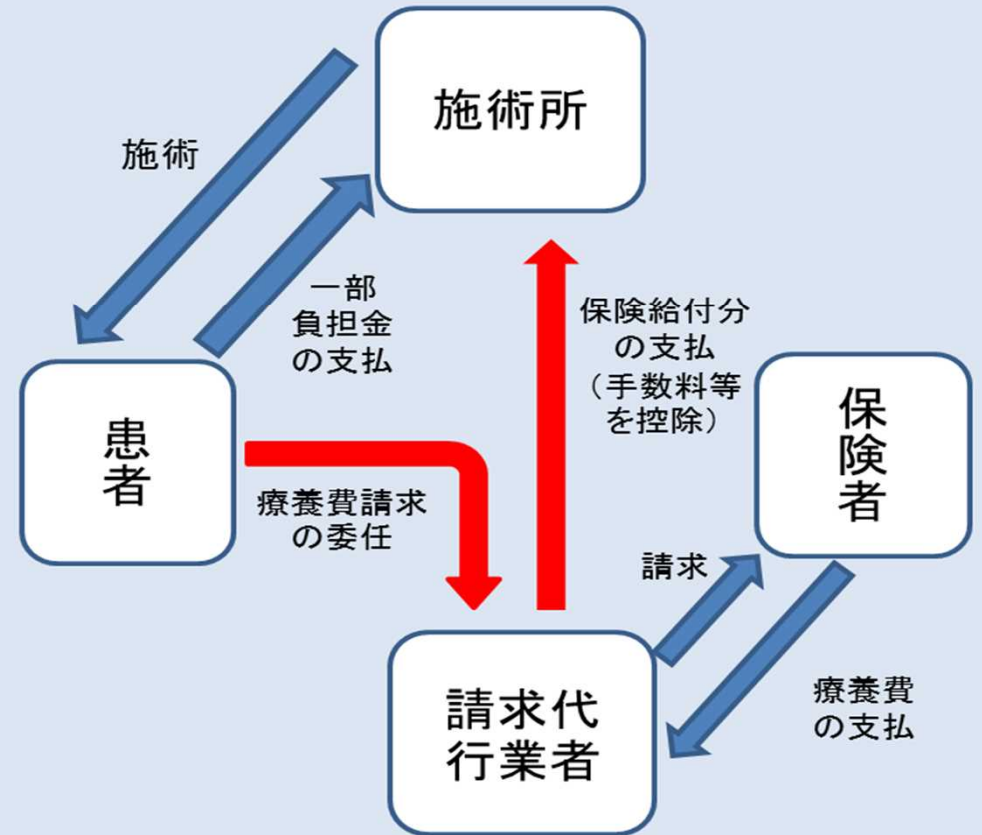 施術所
施術
一部
負担金
の支払
保険給付分
の支払
（手数料等
を控除）
患
者
保
険
者
療養費請求
の委任
請求
請求代
行業者
療養費
の支払